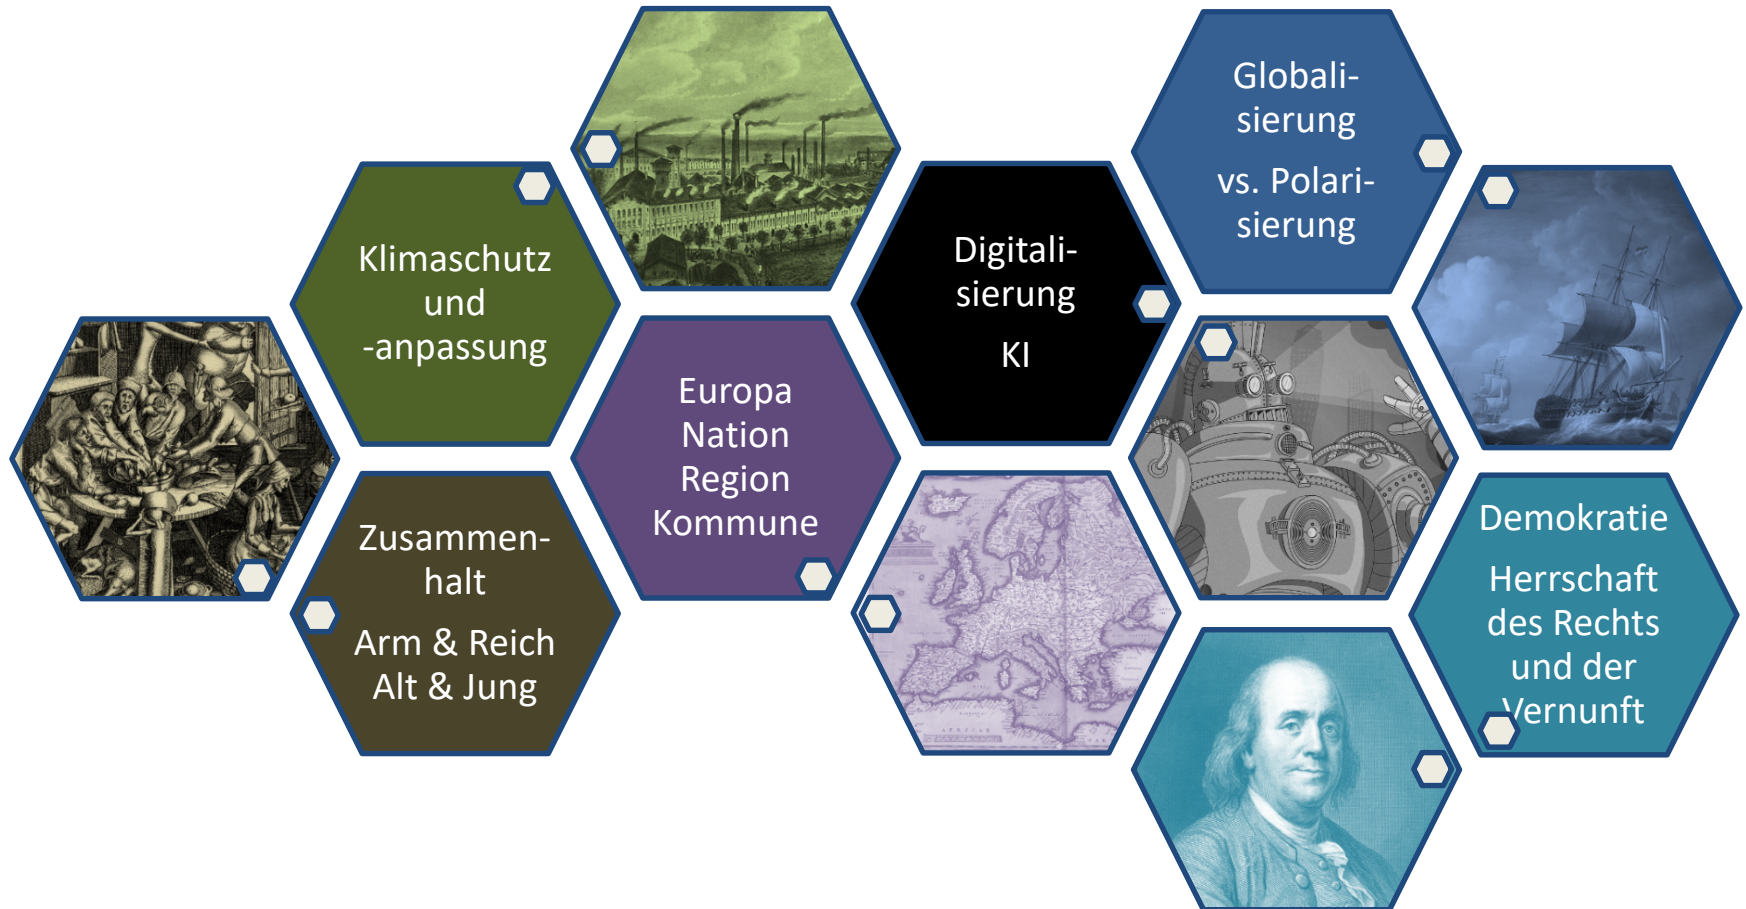 Klimaschutz
und
-anpassung
Zusammen-
halt
Arm & Reich
Alt & Jung
Europa
Nation
Region
Kommune
Digitali-
sierung
KI
Globali-
sierung
vs. Polari-
sierung
Demokratie
Herrschaft
des Rechts
und der
Vernunft